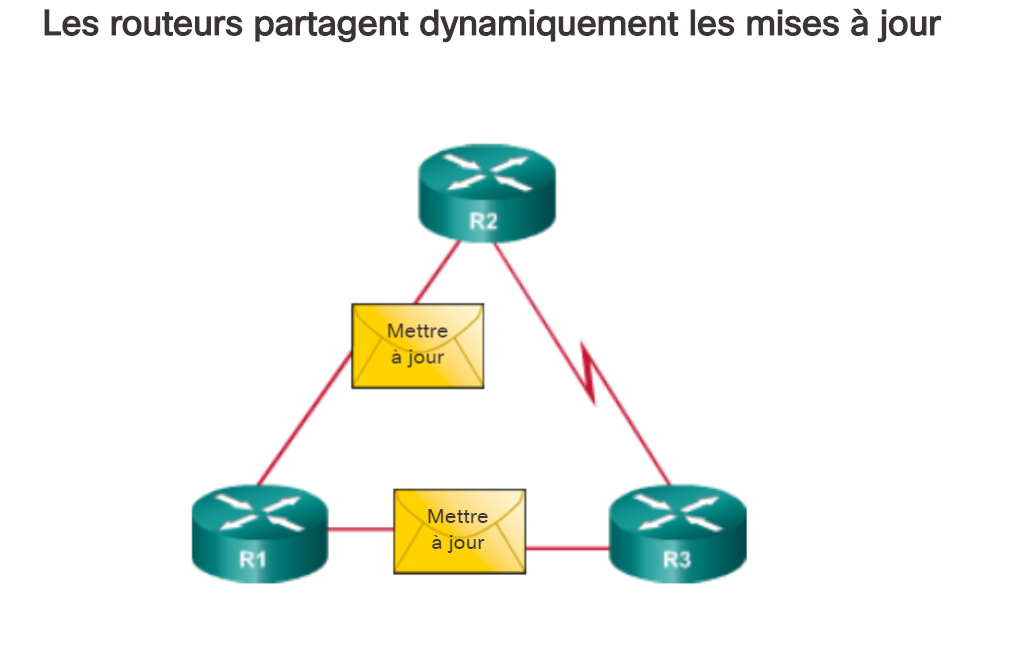 Les routeurs partagent dynamiquement les mises à jour
R2
Mettre
à jour
Mettre
à jour
R1
R3